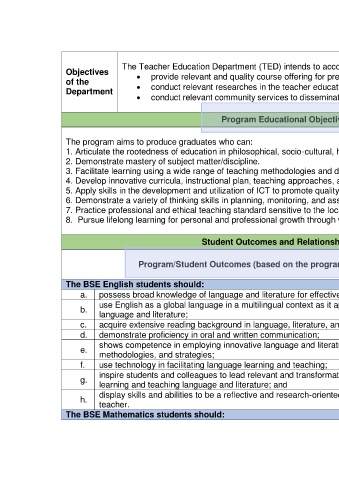 Objectives
of the
Department
The Teacher Education Department (TED) intends to acco
• provide relevant and quality course offering for pre
• conduct relevant researches in the teacher educat
• conduct relevant community services to disseminat
Program Educational Objecti
The program aims to produce graduates who can:
1. Articulate the rootedness of education in philosophical, socio-cultural, h
2. Demonstrate mastery of subject matter/discipline.
3. Facilitate learning using a wide range of teaching methodologies and d
4. Develop innovative curricula, instructional plan, teaching approaches, a
5. Apply skills in the development and utilization of ICT to promote quality
6. Demonstrate a variety of thinking skills in planning, monitoring, and ass
7. Practice professional and ethical teaching standard sensitive to the loc
8. Pursue lifelong learning for personal and professional growth through
Student Outcomes and Relationsh
Program/Student Outcomes (based on the progra
The BSE English students should:
a. possess broad knowledge of language and literature for effective
b. use English as a global language in a multilingual context as it a
language and literature;
c. acquire extensive reading background in language, literature, an
d. demonstrate proficiency in oral and written communication;
e. shows competence in employing innovative language and literat
methodologies, and strategies;
f. use technology in facilitating language learning and teaching;
g. inspire students and colleagues to lead relevant and transformat
learning and teaching language and literature; and
h. display skills and abilities to be a reflective and research-oriente
teacher.
The BSE Mathematics students should: